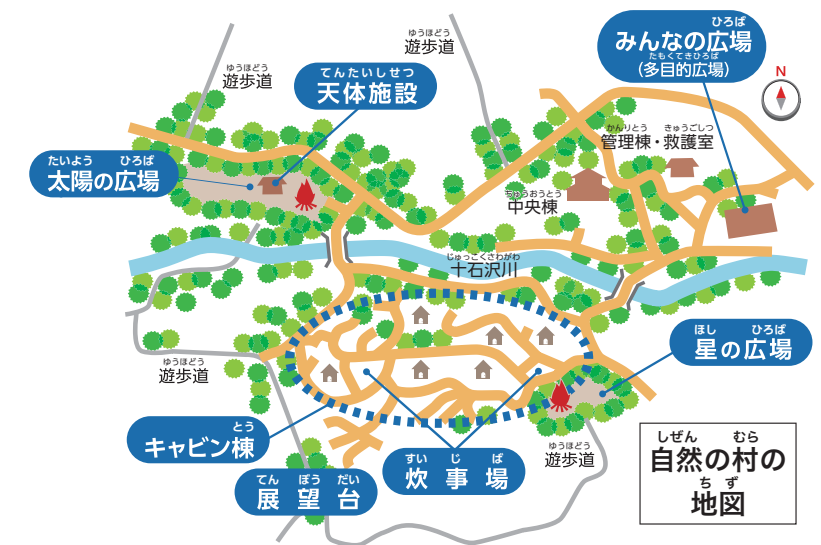 ひろば
みんなの広場
たもくてきひろば
(多目的広場)
ゆうほどう
遊歩道
ゆうほどう
遊歩道
てんたいしせつ
天体施設
N
かんりとう きゅうごしつ
管理棟・救護室
たいよう ひろば
太陽の広場
ちゅうおうとう
中央棟
じゅっこくさわがわ
十石沢川
ほし ひろば
星の広場
ゆうほどう
遊歩道
とう
キャビン棟
ゆうほどう
遊歩道
すいじば
炊事場
てんぼうだい
展望台
しぜん むら
自然の村の
ちず
地図